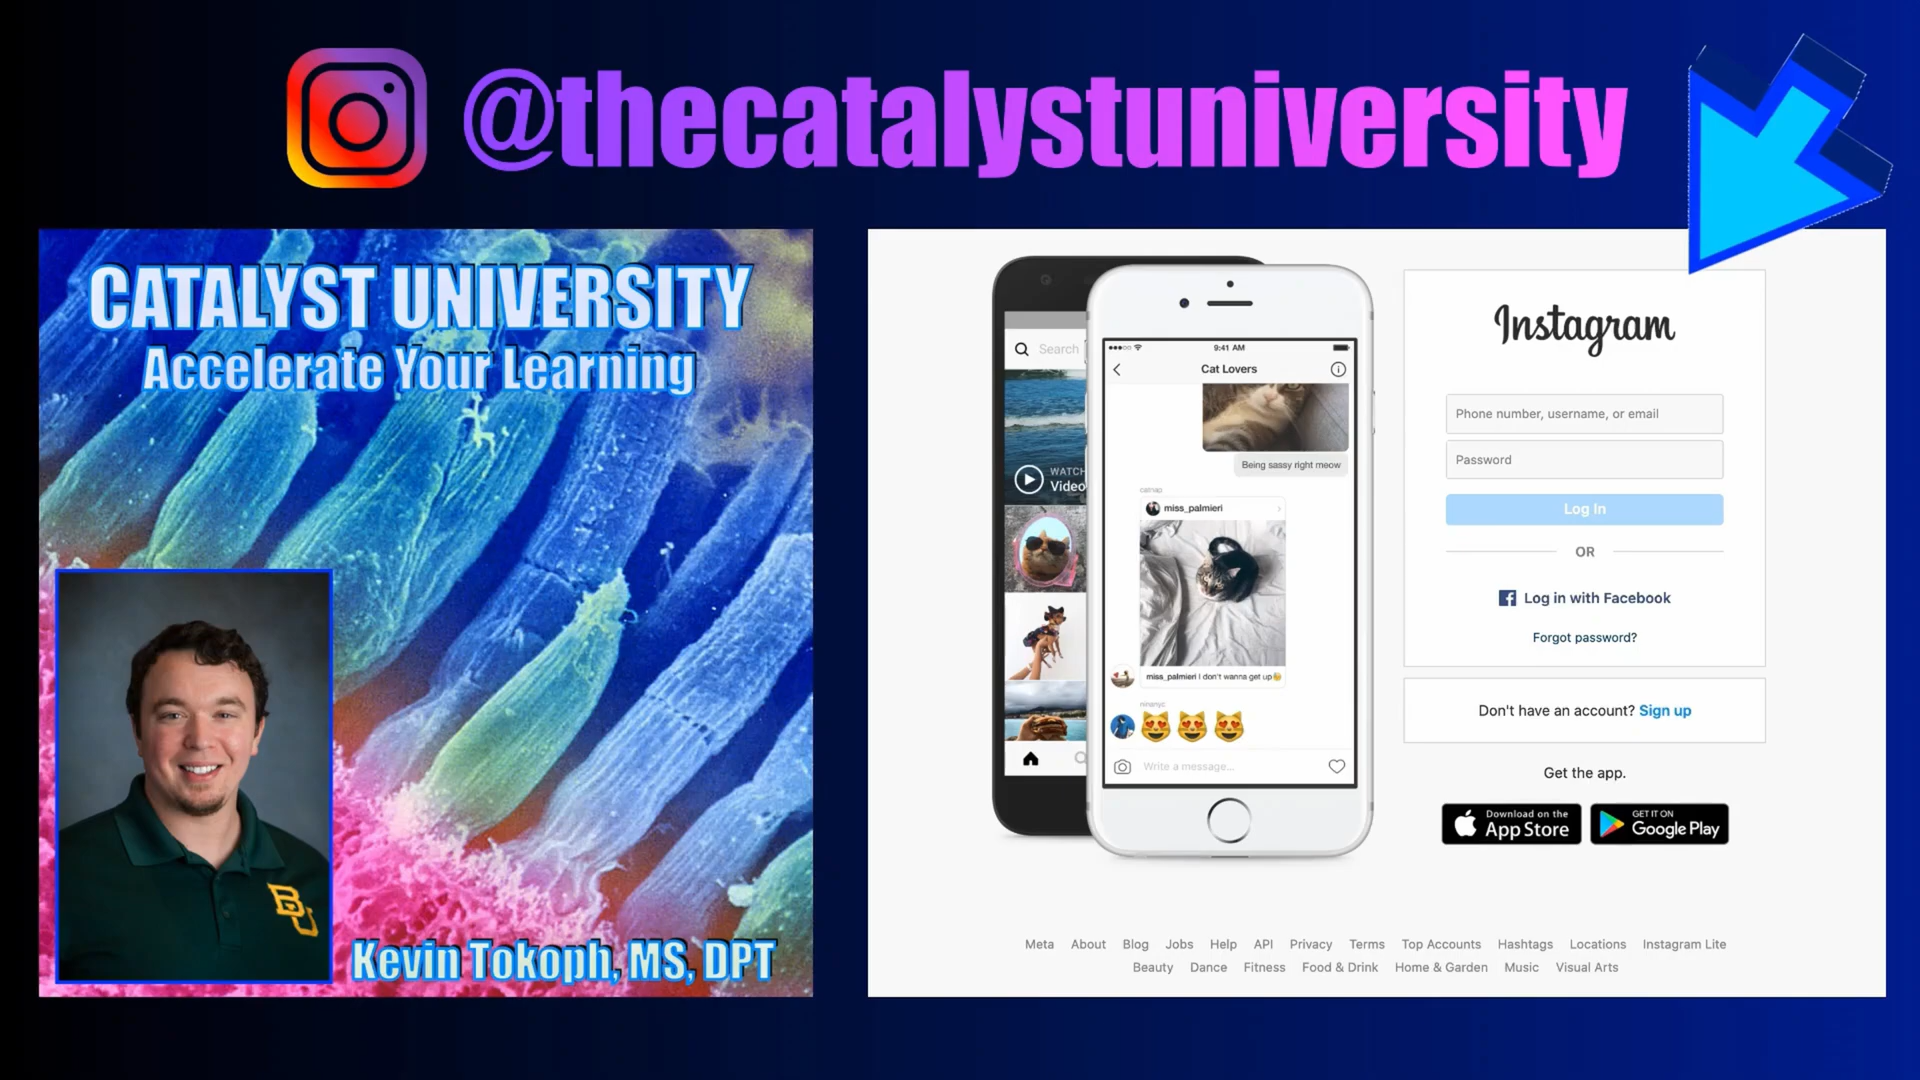 @thecatalystuniversity
CATALYST UNIVERSITY
Accelerate Your Learning
BU
Kevin Tokoph, MS, DPT
Search
WATCH
Video
9:41 AM
Cat Lovers
Being sassy right meow
catnap
miss_palmieri
miss_palmieri I don't wanna get up
ninanyc
Write a message...
Instagram
Phone number, username, or email
Password
Log In
OR
Log in with Facebook
Forgot password?
Don't have an account? Sign up
Get the app.
Download on the
App Store
GET IT ON
Google Play
Meta About Blog Jobs Help API Privacy Terms Top Accounts Hashtags Locations Instagram Lite
Beauty Dance Fitness Food & Drink Home & Garden Music Visual Arts